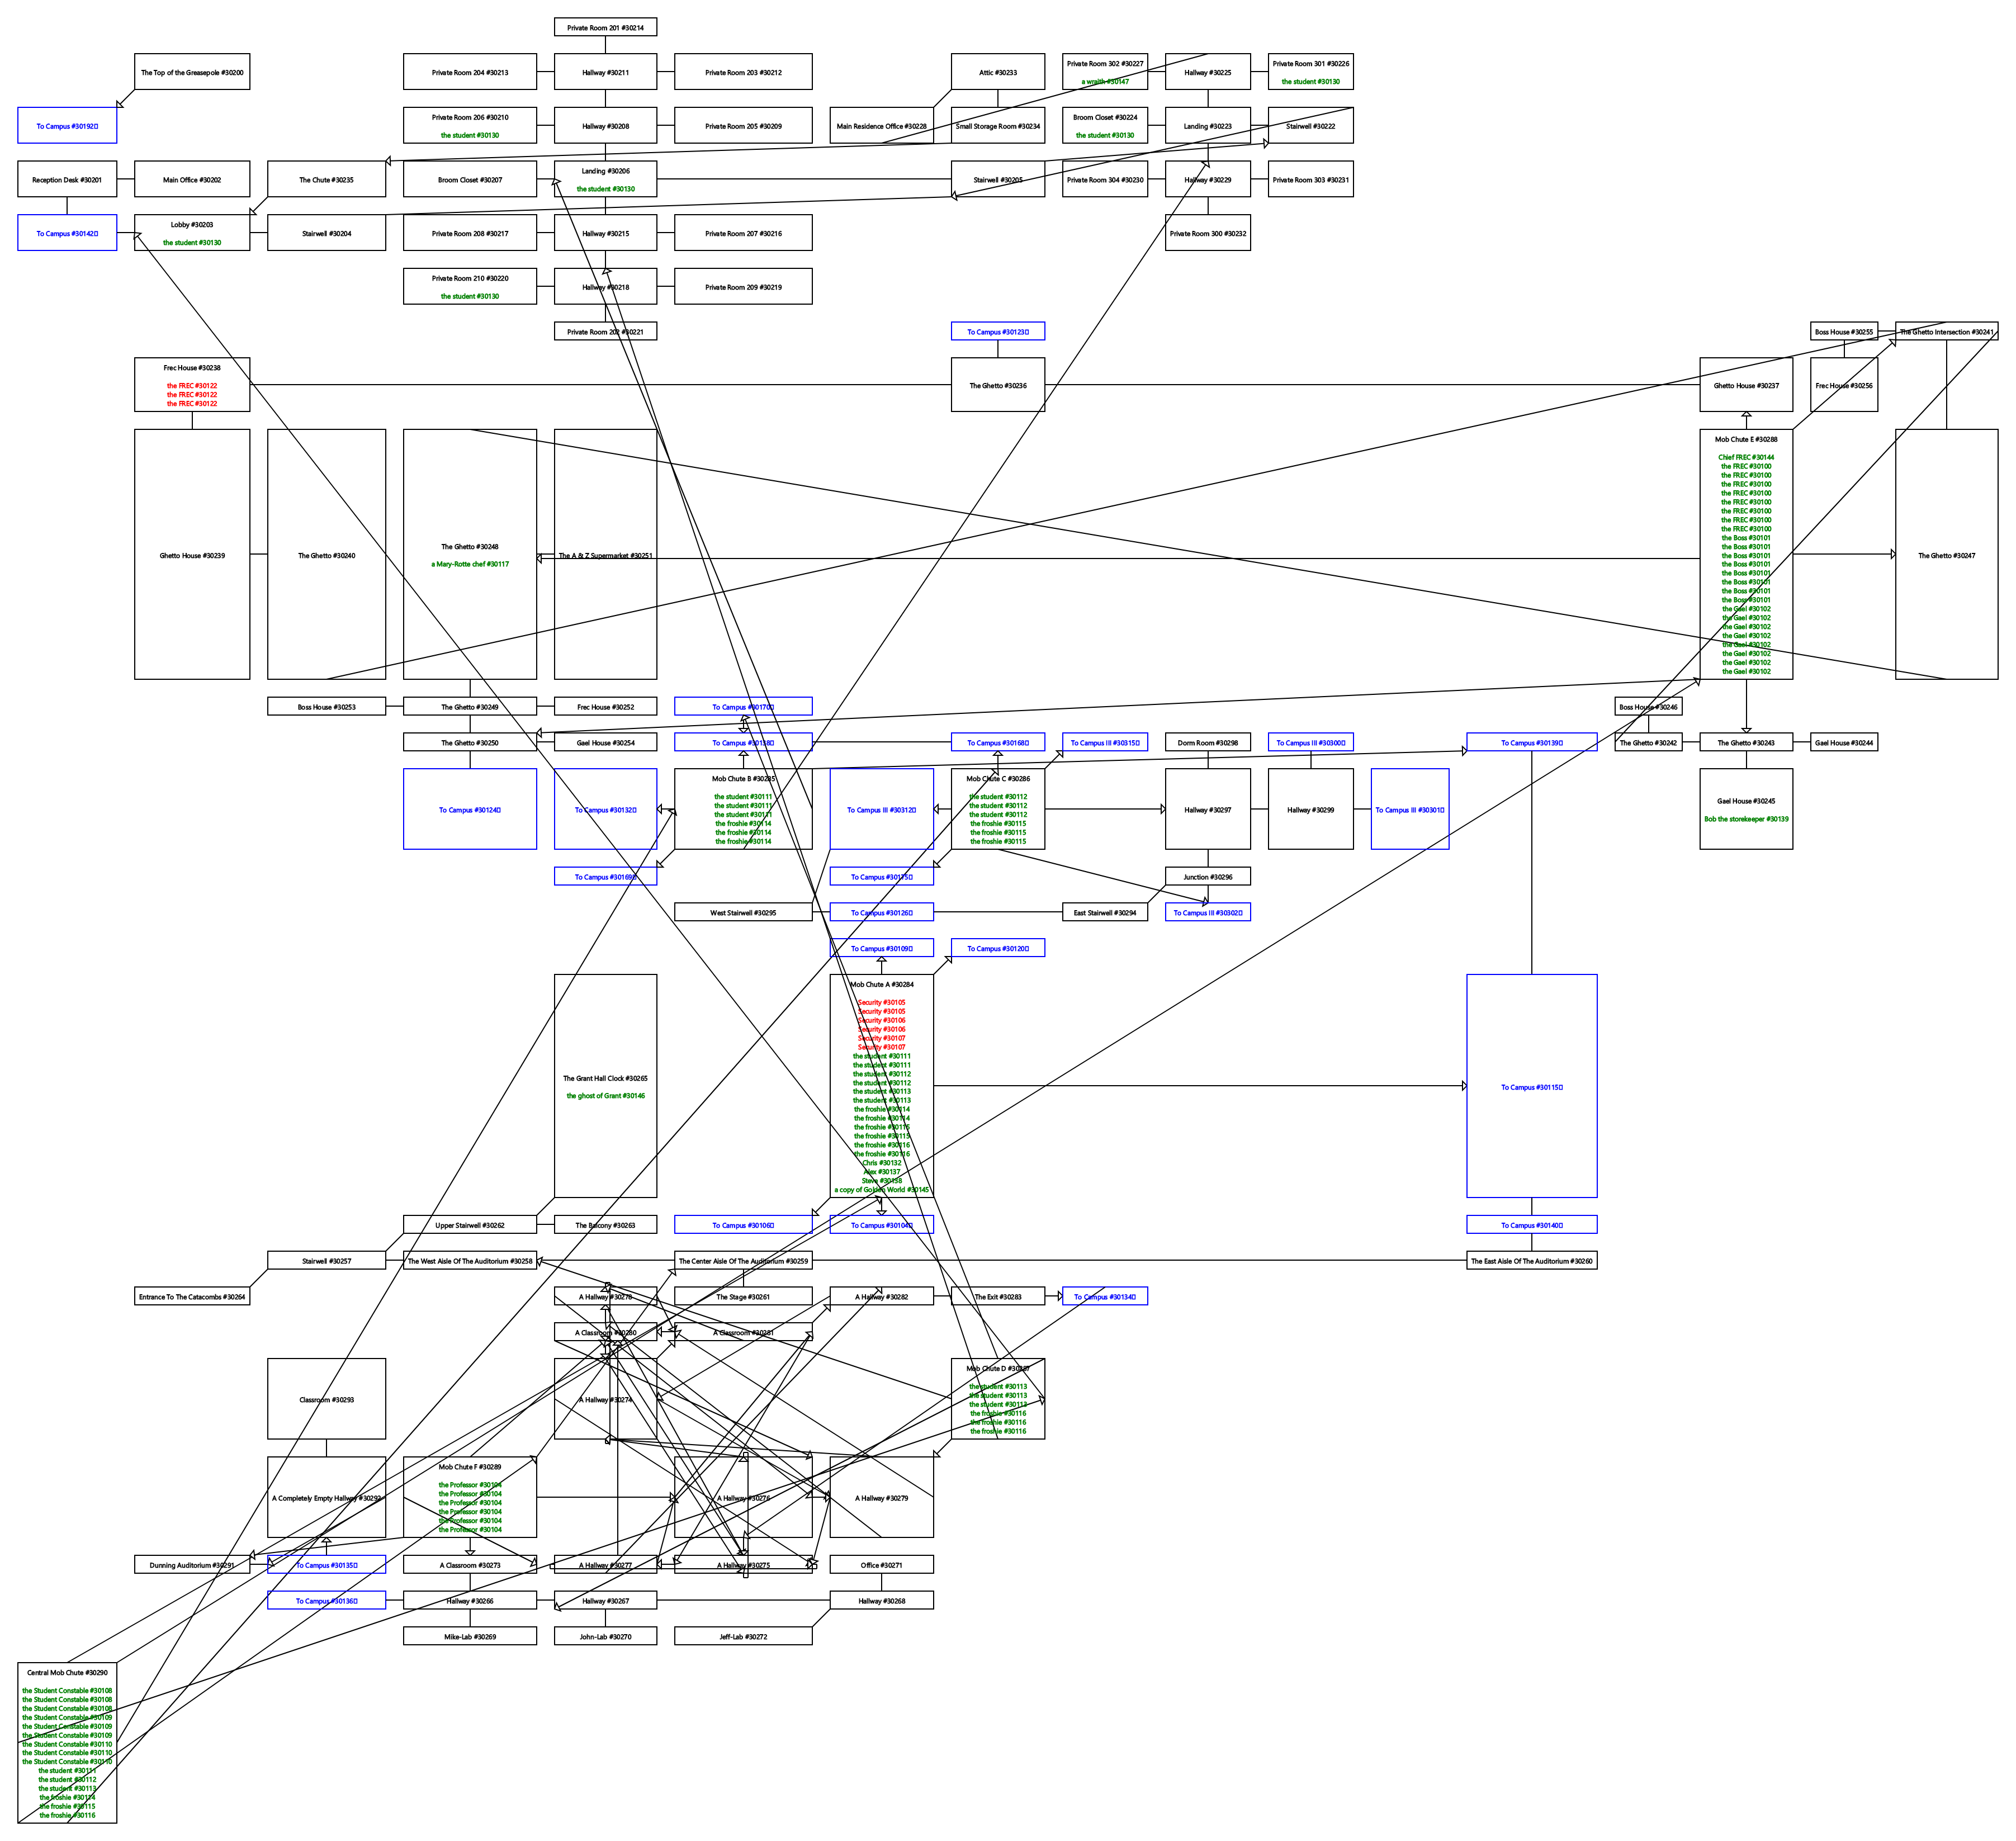 Private Room 201 #30214
The Top of the Greasepole #30200
Private Room 204 #30213
Hallway #30211
Private Room 203 #30212
Attic #30233
Private Room 302 #30227
a wraith #30147
Hallway #30225
Private Room 301 #30226
the student #30130
To Campus #30192
Private Room 206 #30210
the student #30130
Hallway #30208
Private Room 205 #30209
Main Residence Office #30228
Small Storage Room #30234
Broom Closet #30224
the student #30130
Landing #30223
Stairwell #30222
Reception Desk #30201
Main Office #30202
The Chute #30235
Broom Closet #30207
Landing #30206
the student #30130
Stairwell #30205
Private Room 304 #30230
Hallway #30229
Private Room 303 #30231
To Campus #30142
Lobby #30203
the student #30130
Stairwell #30204
Private Room 208 #30217
Hallway #30215
Private Room 207 #30216
Private Room 300 #30232
Private Room 210 #30220
the student #30130
Hallway #30218
Private Room 209 #30219
Private Room 202 #30221
To Campus #30123
Boss House #30255
The Ghetto Intersection #30241
Frec House #30238
the FREC #30122
the FREC #30122
the FREC #30122
The Ghetto #30236
Ghetto House #30237
Frec House #30256
Ghetto House #30239
The Ghetto #30240
The Ghetto #30248
a Mary-Rotte chef #30117
The A & Z Supermarket #30251
Mob Chute E #30288
Chief FREC #30144
the FREC #30100
the FREC #30100
the FREC #30100
the FREC #30100
the FREC #30100
the FREC #30100
the FREC #30100
the FREC #30100
the Boss #30101
the Boss #30101
the Boss #30101
the Boss #30101
the Boss #30101
the Boss #30101
the Boss #30101
the Boss #30101
the Gael #30102
the Gael #30102
the Gael #30102
the Gael #30102
the Gael #30102
the Gael #30102
the Gael #30102
the Gael #30102
The Ghetto #30247
Boss House #30253
The Ghetto #30249
Frec House #30252
To Campus #30170
Boss House #30246
The Ghetto #30250
Gael House #30254
To Campus #30138
To Campus #30168
To Campus III #30315
Dorm Room #30298
To Campus III #30300
To Campus #30139
The Ghetto #30242
The Ghetto #30243
Gael House #30244
To Campus #30124
To Campus #30132
Mob Chute B #30285
the student #30111
the student #30111
the student #30111
the froshie #30114
the froshie #30114
the froshie #30114
To Campus III #30312
Mob Chute C #30286
the student #30112
the student #30112
the student #30112
the froshie #30115
the froshie #30115
the froshie #30115
Hallway #30297
Hallway #30299
To Campus III #30301
Gael House #30245
Bob the storekeeper #30139
To Campus #30169
To Campus #30175
Junction #30296
West Stairwell #30295
To Campus #30126
East Stairwell #30294
To Campus III #30302
To Campus #30109
To Campus #30120
The Grant Hall Clock #30265
the ghost of Grant #30146
Mob Chute A #30284
Security #30105
Security #30105
Security #30106
Security #30106
Security #30107
Security #30107
the student #30111
the student #30111
the student #30112
the student #30112
the student #30113
the student #30113
the froshie #30114
the froshie #30114
the froshie #30115
the froshie #30115
the froshie #30116
the froshie #30116
Chris #30132
Alex #30137
Steve #30138
a copy of Golden World #30145
To Campus #30115
Upper Stairwell #30262
The Balcony #30263
To Campus #30106
To Campus #30104
To Campus #30140
Stairwell #30257
The West Aisle Of The Auditorium #30258
The Center Aisle Of The Auditorium #30259
The East Aisle Of The Auditorium #30260
Entrance To The Catacombs #30264
A Hallway #30278
The Stage #30261
A Hallway #30282
The Exit #30283
To Campus #30134
A Classroom #30280
A Classroom #30281
Classroom #30293
A Hallway #30274
Mob Chute D #30287
the student #30113
the student #30113
the student #30113
the froshie #30116
the froshie #30116
the froshie #30116
A Completely Empty Hallway #30292
Mob Chute F #30289
the Professor #30104
the Professor #30104
the Professor #30104
the Professor #30104
the Professor #30104
the Professor #30104
A Hallway #30276
A Hallway #30279
Dunning Auditorium #30291
To Campus #30135
A Classroom #30273
A Hallway #30277
A Hallway #30275
Office #30271
To Campus #30136
Hallway #30266
Hallway #30267
Hallway #30268
Mike-Lab #30269
John-Lab #30270
Jeff-Lab #30272
Central Mob Chute #30290
the Student Constable #30108
the Student Constable #30108
the Student Constable #30108
the Student Constable #30109
the Student Constable #30109
the Student Constable #30109
the Student Constable #30110
the Student Constable #30110
the Student Constable #30110
the student #30111
the student #30112
the student #30113
the froshie #30114
the froshie #30115
the froshie #30116